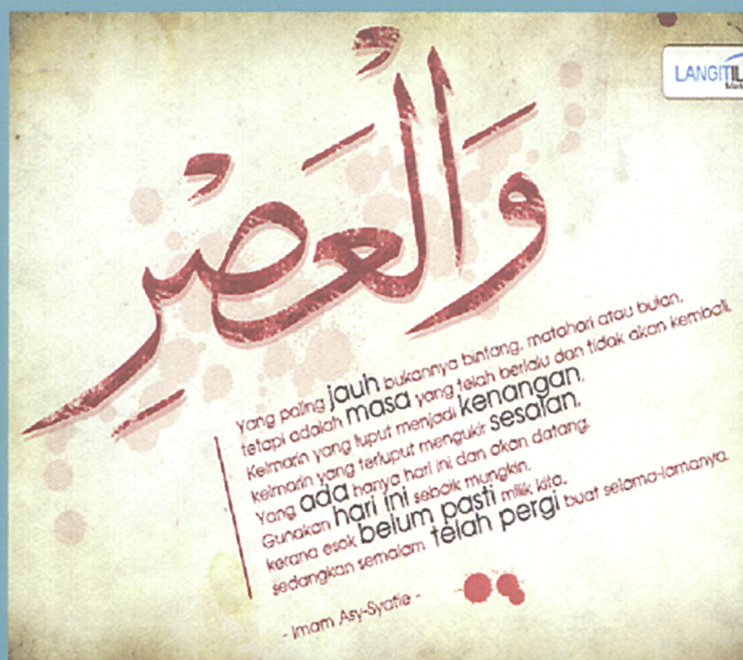 LANGIT
وَالْعَصْرِ
Yang paling jauh bukannya bintang, matahari atau bulan,
tetapi adalah masa yang telah berlalu dan tidak akan kembali.
Kelmarin yang luput menjadi kenangan,
kelmarin yang terluput mengukir sesalan.
Yang ada hanya hari ini dan akan datang.
Gunakan hari ini sebaik mungkin,
kerana esok belum pasti milik kita,
sedangkan semalam telah pergi buat selama-lamanya.
- Imam Asy-Syafie -